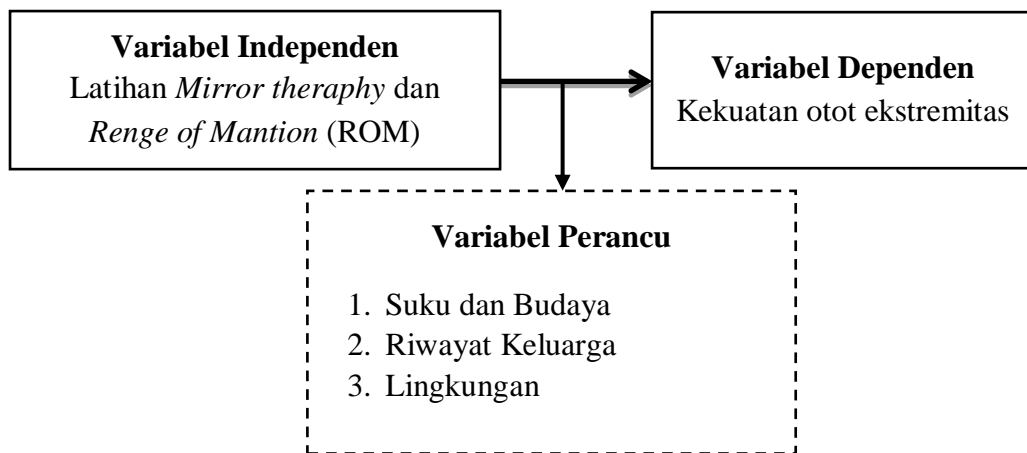 Variabel Independen
Latihan Mirror theraphy dan
Renge of Mantion (ROM)
Variabel Dependen
Kekuatan otot ekstremitas
Variabel Perancu
1. Suku dan Budaya
2. Riwayat Keluarga
3. Lingkungan